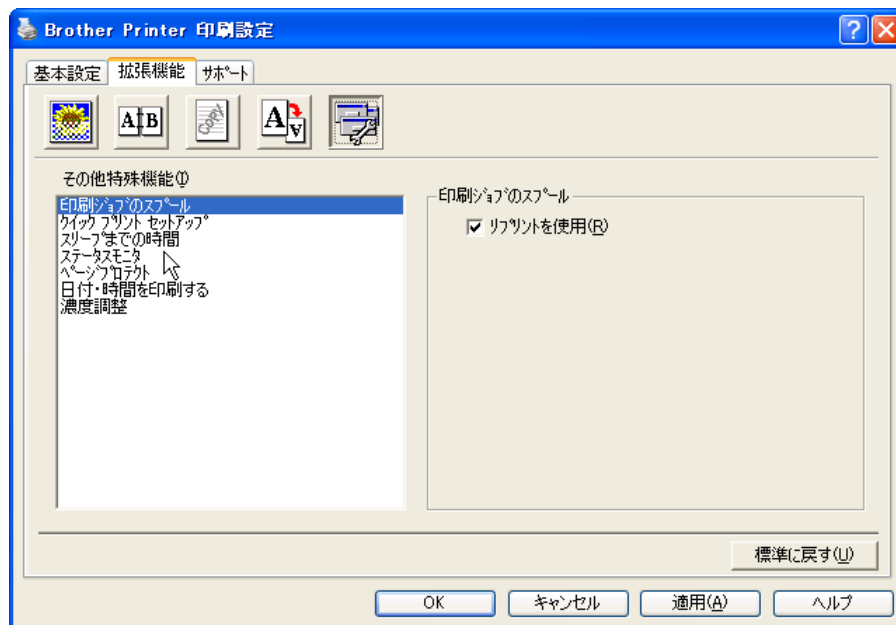 Brother Printer 印刷設定
基本設定 拡張機能 サポート
A B COPY A A
その他特殊機能(I)
印刷ジョブのスプール
クイック プリント セットアップ
スリープまでの時間
ステータスモニタ
ページプロテクト
日付・時間を印刷する
濃度調整
印刷ジョブのスプール
リプリントを使用(R)
標準に戻す(U)
OK キャンセル 適用(A) ヘルプ